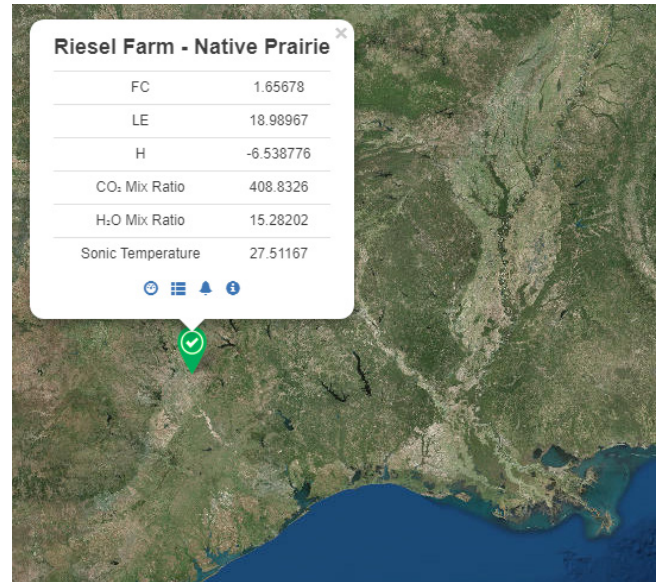 Riesel Farm - Native Prairie
×
FC 1.65678
LE 18.98967
H -6.538776
CO₂ Mix Ratio 408.8326
H₂O Mix Ratio 15.28202
Sonic Temperature 27.51167